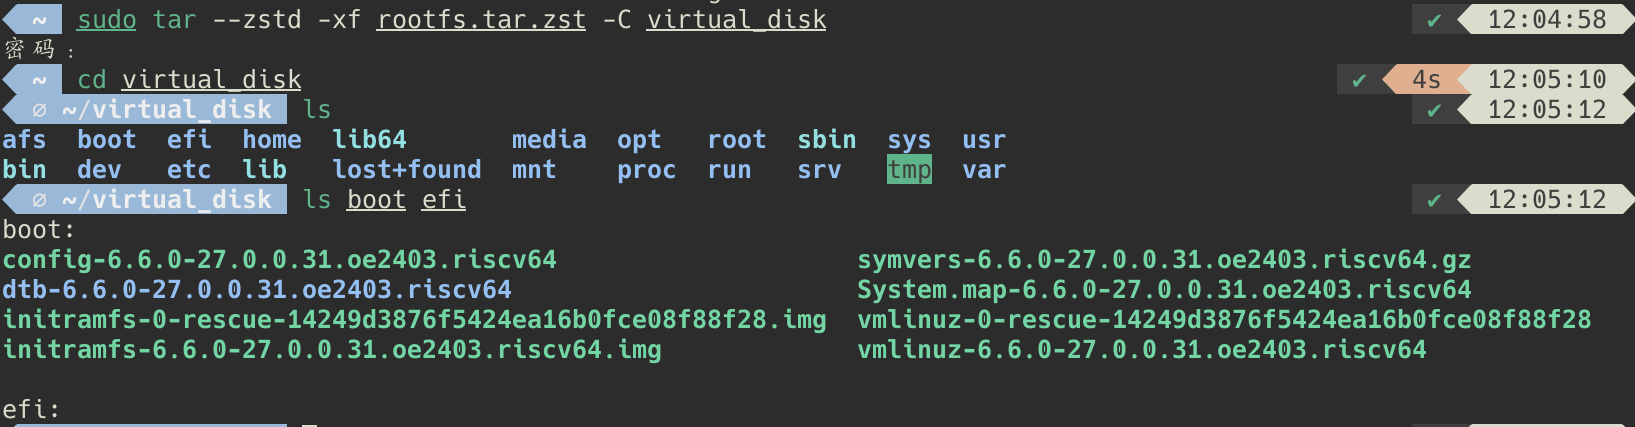 ~ sudo tar --zstd -xf rootfs.tar.zst -C virtual_disk ✔ 12:04:58
密码：
~ cd virtual_disk ✔ 4s 12:05:10
∅ ~/virtual_disk ls ✔ 12:05:12
afs boot efi home lib64 media opt root sbin sys usr
bin dev etc lib lost+found mnt proc run srv tmp var
∅ ~/virtual_disk ls boot efi ✔ 12:05:12
boot:
config-6.6.0-27.0.0.31.oe2403.riscv64 symvers-6.6.0-27.0.0.31.oe2403.riscv64.gz
dtb-6.6.0-27.0.0.31.oe2403.riscv64 System.map-6.6.0-27.0.0.31.oe2403.riscv64
initramfs-0-rescue-14249d3876f5424ea16b0fce08f88f28.img vmlinuz-0-rescue-14249d3876f5424ea16b0fce08f88f28
initramfs-6.6.0-27.0.0.31.oe2403.riscv64.img vmlinuz-6.6.0-27.0.0.31.oe2403.riscv64
efi: